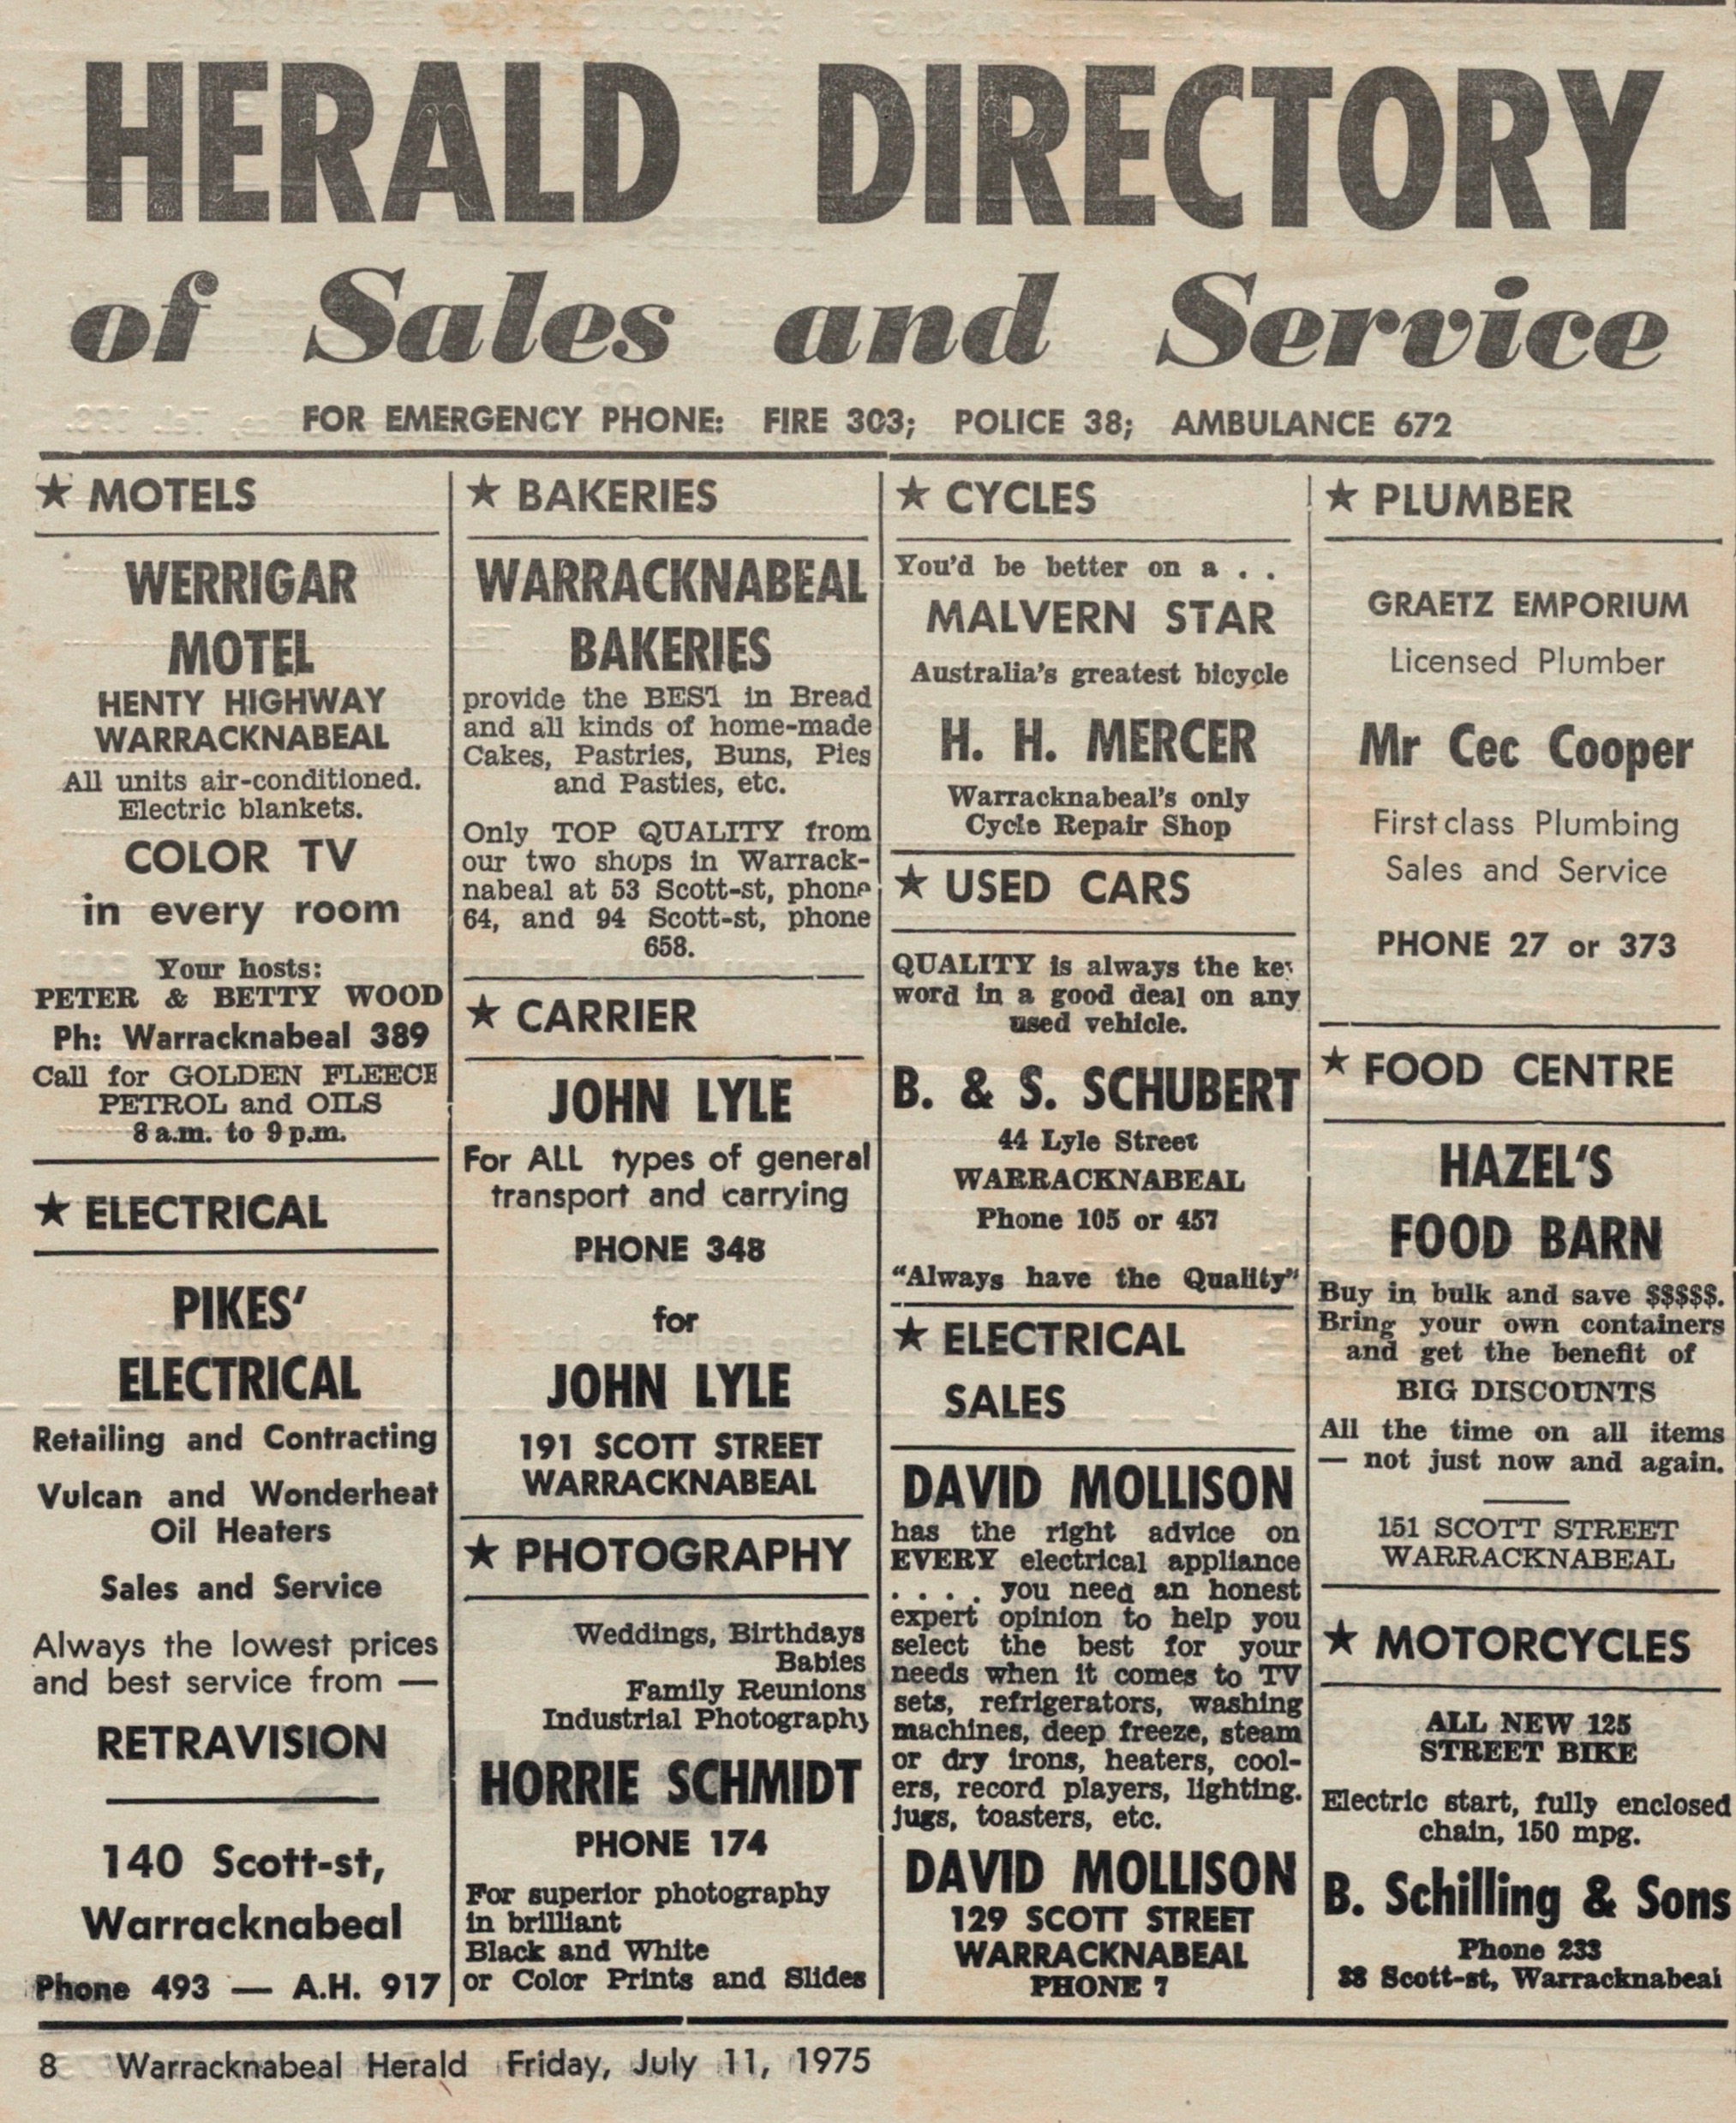 HERALD DIRECTORY
of Sales and Service
FOR EMERGENCY PHONE: FIRE 303; POLICE 38; AMBULANCE 672
★ MOTELS
WERRIGAR
MOTEL
HENTY HIGHWAY
WARRACKNABEAL
All units air-conditioned.
Electric blankets.
COLOR TV
in every room
Your hosts:
PETER & BETTY WOOD
Ph: Warracknabeal 389
Call for GOLDEN FLEECE
PETROL and OILS
8 a.m. to 9 p.m.
★ ELECTRICAL
PIKES'
ELECTRICAL
Retailing and Contracting
Vulcan and Wonderheat
Oil Heaters
Sales and Service
Always the lowest prices
and best service from —
RETRAVISION
140 Scott-st,
Warracknabeal
Phone 493 — A.H. 917
★ BAKERIES
WARRACKNABEAL
BAKERIES
provide the BEST in Bread
and all kinds of home-made
Cakes, Pastries, Buns, Pies
and Pasties, etc.
Only TOP QUALITY from
our two shops in Warrack-
nabeal at 53 Scott-st, phone
64, and 94 Scott-st, phone
658.
★ CARRIER
JOHN LYLE
For ALL types of general
transport and carrying
PHONE 348
for
JOHN LYLE
191 SCOTT STREET
WARRACKNABEAL
★ PHOTOGRAPHY
Weddings, Birthdays
Babies
Family Reunions
Industrial Photography
HORRIE SCHMIDT
PHONE 174
For superior photography
in brilliant
Black and White
or Color Prints and Slides
★ CYCLES
You'd be better on a . .
MALVERN STAR
Australia's greatest bicycle
H. H. MERCER
Warracknabeal's only
Cycle Repair Shop
★ USED CARS
QUALITY is always the key
word in a good deal on any
used vehicle.
B. & S. SCHUBERT
44 Lyle Street
WARRACKNABEAL
Phone 105 or 457
"Always have the Quality"
★ ELECTRICAL
SALES
DAVID MOLLISON
has the right advice on
EVERY electrical appliance
. . . . you need an honest
expert opinion to help you
select the best for your
needs when it comes to TV
sets, refrigerators, washing
machines, deep freeze, steam
or dry irons, heaters, cool-
ers, record players, lighting.
jugs, toasters, etc.
DAVID MOLLISON
129 SCOTT STREET
WARRACKNABEAL
PHONE 7
★ PLUMBER
GRAETZ EMPORIUM
Licensed Plumber
Mr Cec Cooper
First class Plumbing
Sales and Service
PHONE 27 or 373
★ FOOD CENTRE
HAZEL'S
FOOD BARN
Buy in bulk and save $$$$$.
Bring your own containers
and get the benefit of
BIG DISCOUNTS
All the time on all items
— not just now and again.
151 SCOTT STREET
WARRACKNABEAL
★ MOTORCYCLES
ALL NEW 125
STREET BIKE
Electric start, fully enclosed
chain, 150 mpg.
B. Schilling & Sons
Phone 233
38 Scott-st, Warracknabeal
8 Warracknabeal Herald Friday, July 11, 1975